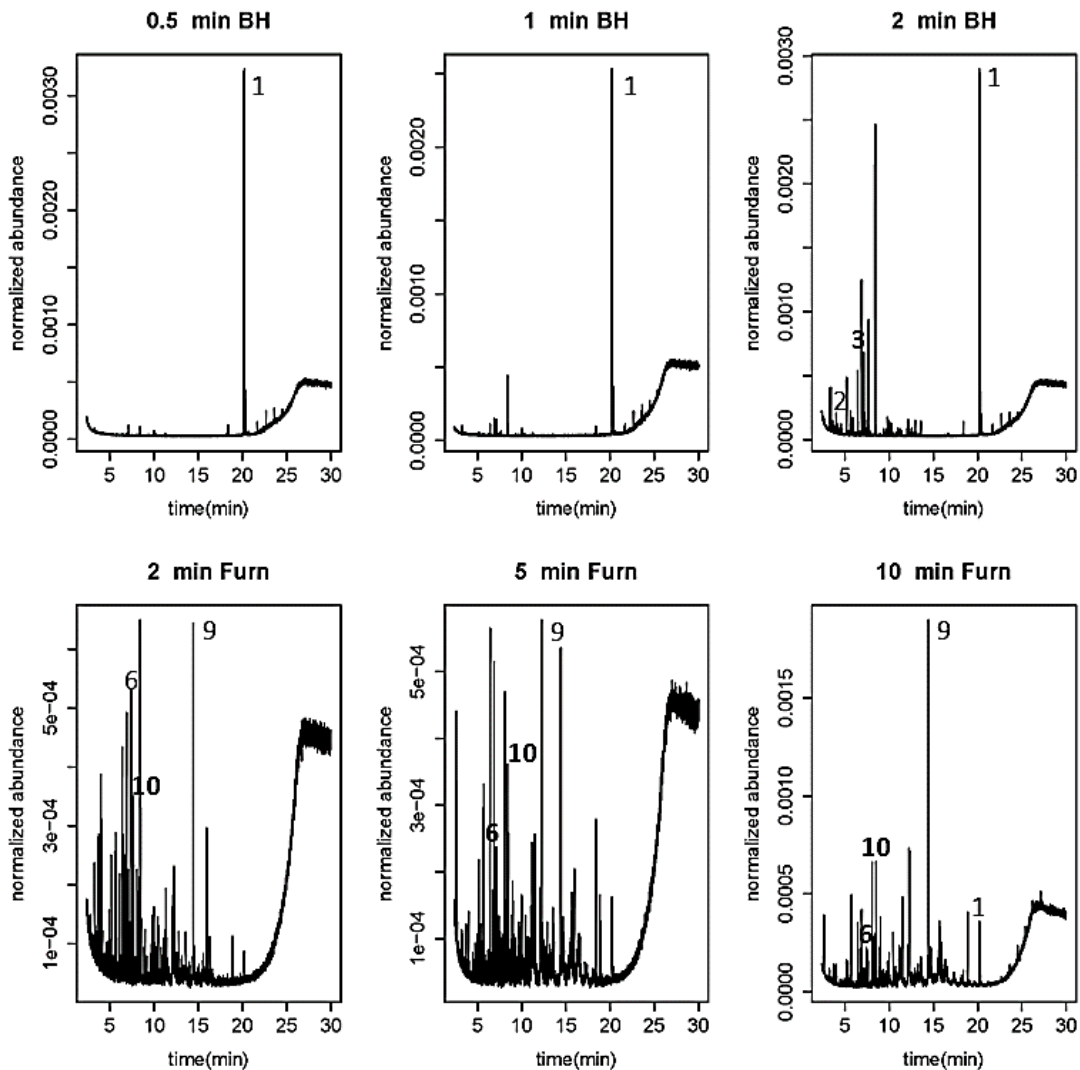 0.5 min BH
1 min BH
2 min BH
normalized abundance
0.0000
0.0010
0.0020
0.0030
1
5 10 15 20 25 30
time(min)
normalized abundance
0.0000
0.0010
0.0020
1
5 10 15 20 25 30
time(min)
normalized abundance
0.0000
0.0010
0.0020
0.0030
1
3
2
5 10 15 20 25 30
time(min)
2 min Furn
5 min Furn
10 min Furn
normalized abundance
1e−04
3e−04
5e−04
9
6
10
5 10 15 20 25 30
time(min)
normalized abundance
1e−04
3e−04
5e−04
9
10
6
5 10 15 20 25 30
time(min)
normalized abundance
0.0000
0.0005
0.0010
0.0015
9
10
1
6
5 10 15 20 25 30
time(min)